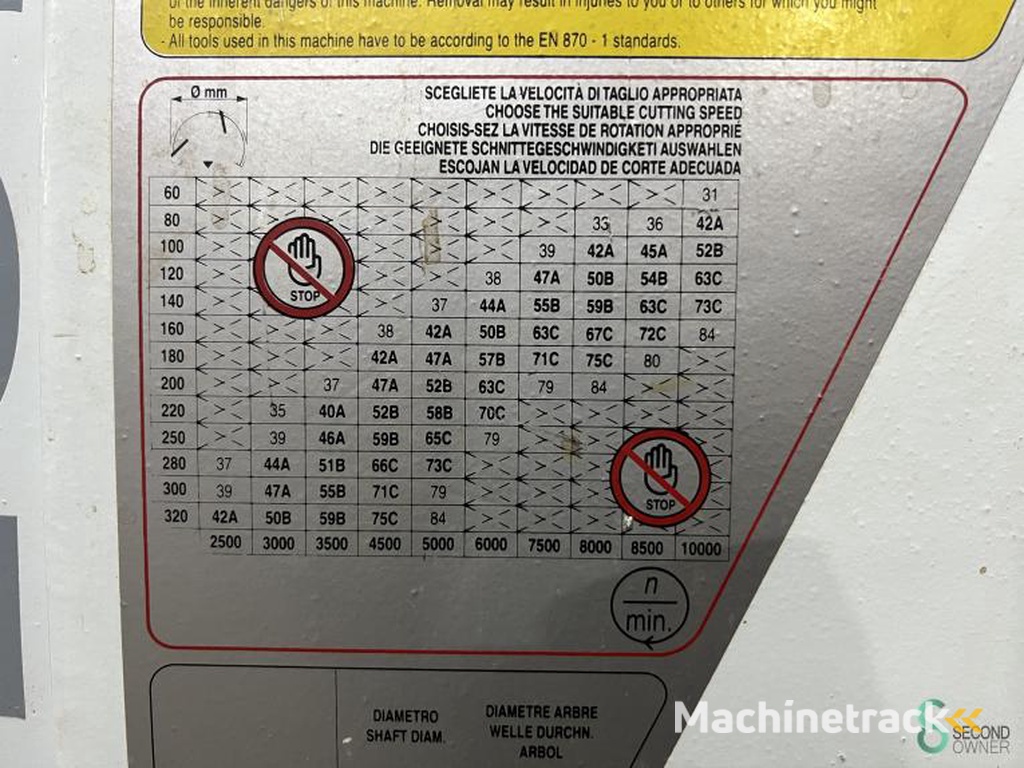 of the inherent dangers of this machine. Removal may result in injuries to you or to others for which you might
be responsible.
- All tools used in this machine have to be according to the EN 870 - 1 standards.
Ø mm
SCEGLIETE LA VELOCITÀ DI TAGLIO APPROPRIATA
CHOOSE THE SUITABLE CUTTING SPEED
CHOISIS-SEZ LA VITESSE DE ROTATION APPROPRIÉ
DIE GEEIGNETE SCHNITTEGESCHWINDIGKETI AUSWAHLEN
ESCOJAN LA VELOCIDAD DE CORTE ADECUADA
60 31
80 33 36 42A
100 39 42A 45A 52B
120 38 47A 50B 54B 63C
STOP
140 37 44A 55B 59B 63C 73C
160 38 42A 50B 63C 67C 72C 84
180 42A 47A 57B 71C 75C 80
200 37 47A 52B 63C 79 84
220 35 40A 52B 58B 70C
250 39 46A 59B 65C 79
280 37 44A 51B 66C 73C
300 39 47A 55B 71C 79
STOP
320 42A 50B 59B 75C 84
2500 3000 3500 4500 5000 6000 7500 8000 8500 10000
n
min.
DIAMETRO
SHAFT DIAM.
DIAMETRE ARBRE
WELLE DURCHN.
ARBOL
Machinetrack
SECOND
OWNER